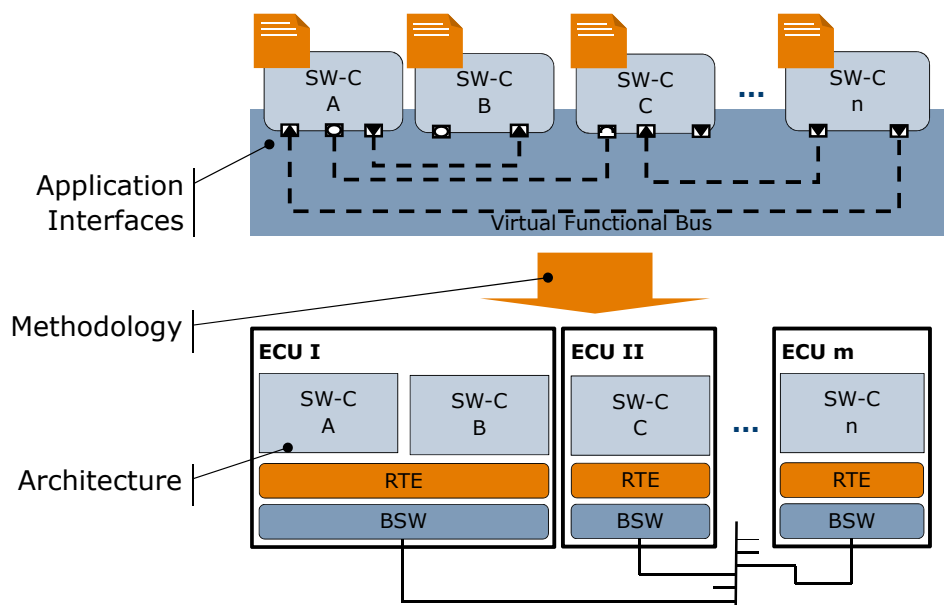 SW-C
A
SW-C
B
SW-C
C
...
SW-C
n
Application
Interfaces
Virtual Functional Bus
Methodology
ECU I
ECU II
ECU m
SW-C
A
SW-C
B
SW-C
C
...
SW-C
n
Architecture
RTE
RTE
RTE
BSW
BSW
BSW